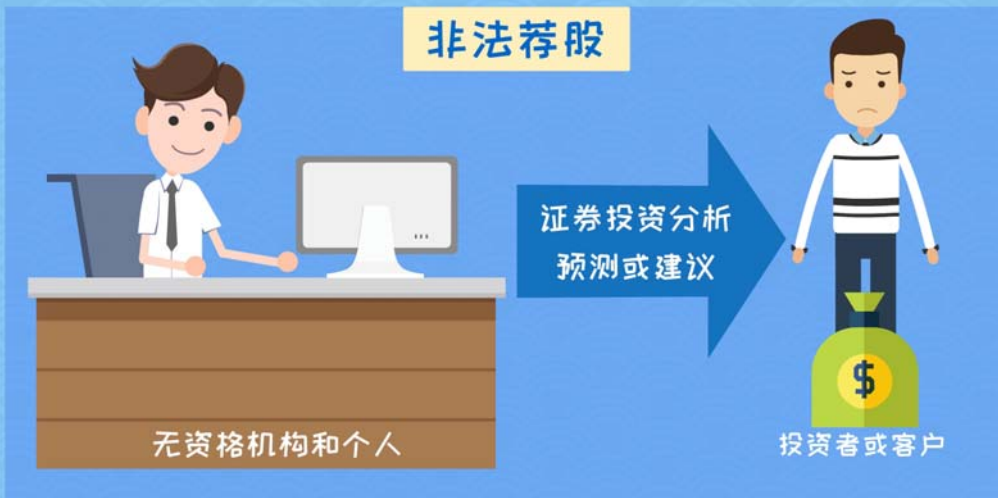 非法荐股
证券投资分析
预测或建议
$
无资格机构和个人
投资者或客户